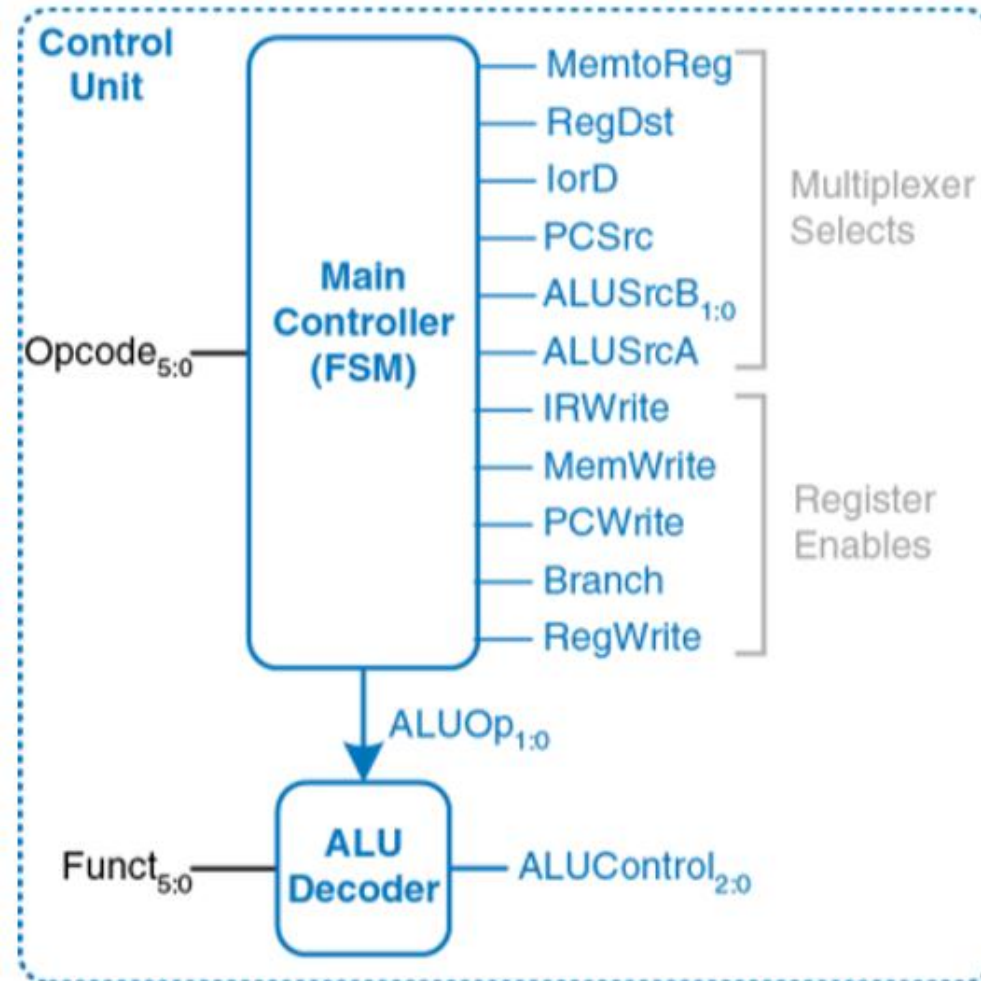 Control
Unit
MemtoReg
RegDst
IorD
PCSrc
ALUSrcB1:0
ALUSrcA
Multiplexer
Selects
Main
Controller
(FSM)
Opcode5:0
IRWrite
MemWrite
PCWrite
Branch
RegWrite
Register
Enables
ALUOp1:0
ALU
Decoder
Funct5:0
ALUControl2:0